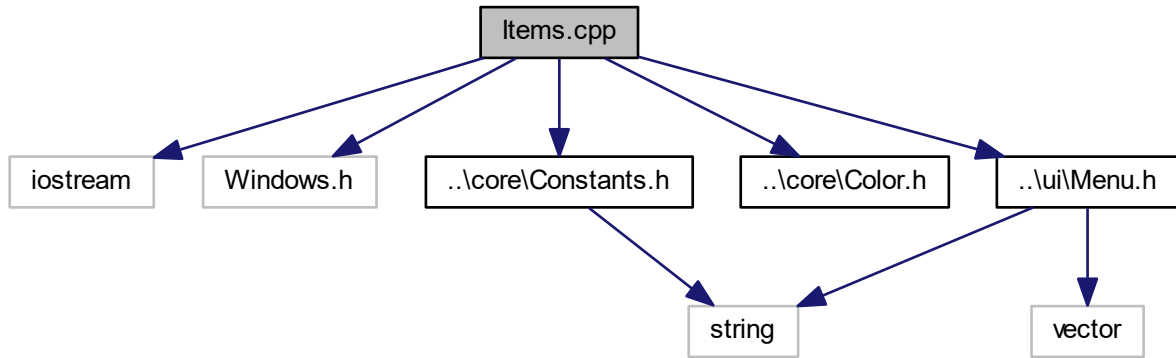 Items.cpp
iostream
Windows.h
..\core\Constants.h
..\core\Color.h
..\ui\Menu.h
string
vector